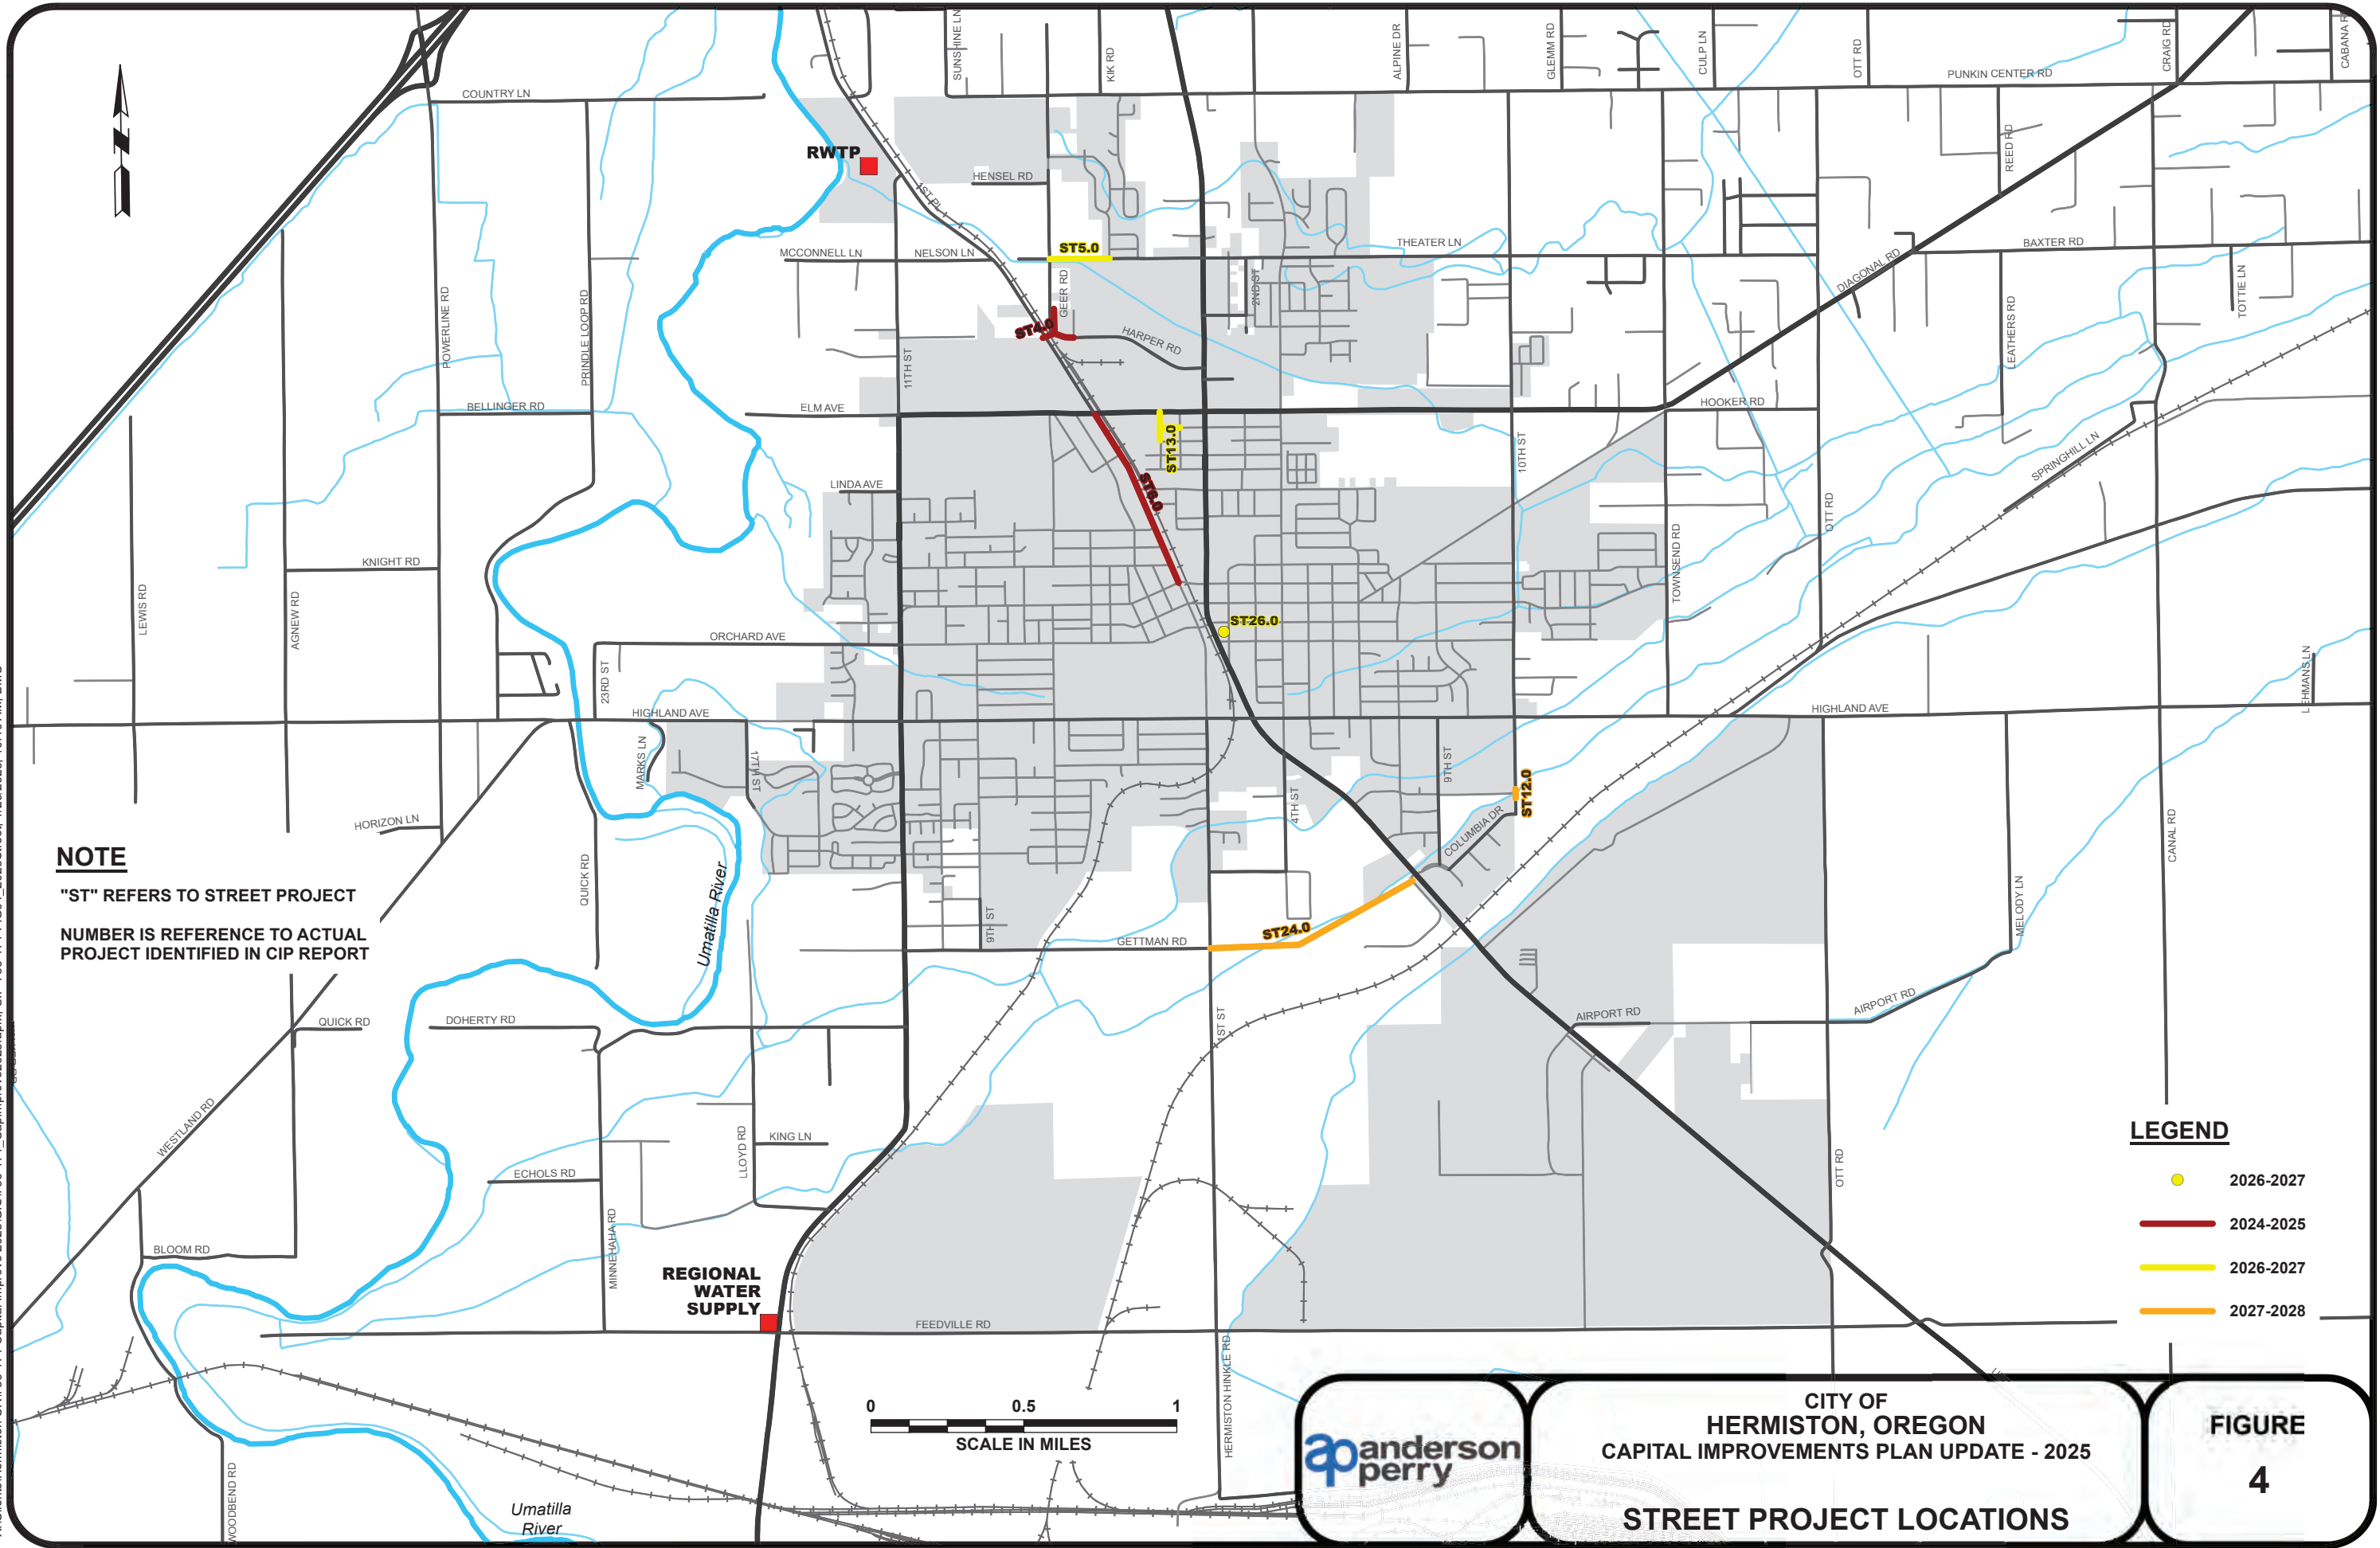 SUNSHINE LN
KIK RD
ALPINE DR
GLEMM RD
CULP LN
OTT RD
PUNKIN CENTER RD
CRAIG RD
COUNTRY LN
RWTP
HENSEL RD
1ST PL
REED RD
ST5.0
MCCONNELL LN
NELSON LN
THEATER LN
BAXTER RD
DIAGONAL RD
GEER RD
2ND ST
TOTTIE LN
POWERLINE RD
PRINDLE LOOP RD
ST4.0
HARPER RD
11TH ST
LEATHERS RD
BELLINGER RD
ELM AVE
HOOKER RD
ST13.0
10TH ST
SPRINGHILL LN
LINDA AVE
ST6.0
OTT RD
KNIGHT RD
TOWNSEND RD
LEWIS RD
AGNEW RD
ST26.0
ORCHARD AVE
23RD ST
LEHMANS LN
HIGHLAND AVE
HIGHLAND AVE
MARKS LN
17TH ST
9TH ST
ST12.0
4TH ST
COLUMBIA DR
HORIZON LN
CANAL RD
NOTE
"ST" REFERS TO STREET PROJECT
NUMBER IS REFERENCE TO ACTUAL
PROJECT IDENTIFIED IN CIP REPORT
QUICK RD
Umatilla River
9TH ST
GETTMAN RD
ST24.0
MELODY LN
QUICK RD
DOHERTY RD
1ST ST
AIRPORT RD
AIRPORT RD
WESTLAND RD
KING LN
LLOYD RD
ECHOLS RD
OTT RD
MINNEHAHA RD
BLOOM RD
LEGEND
2026-2027
2024-2025
2026-2027
2027-2028
REGIONAL
WATER
SUPPLY
FEEDVILLE RD
HERMISTON HINKLE RD
0 0.5 1
SCALE IN MILES
WOODBEND RD
Umatilla
River
ap anderson
perry
CITY OF
HERMISTON, OREGON
CAPITAL IMPROVEMENTS PLAN UPDATE - 2025
STREET PROJECT LOCATIONS
FIGURE
4